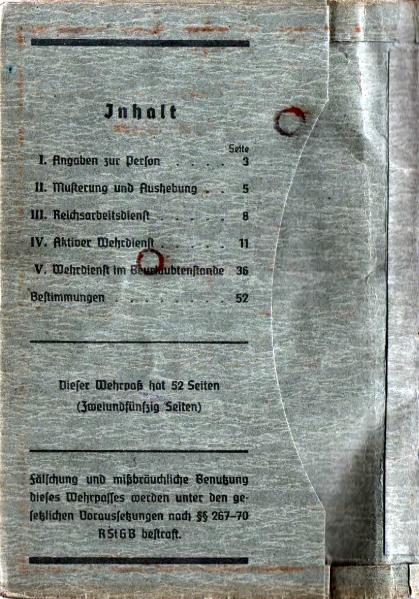 Inhalt
Seite
I. Angaben zur Person . . . . 3
II. Musterung und Aushebung . . 5
III. Reichsarbeitsdienst . . . . 8
IV. Aktiver Wehrdienst . . . . . 11
V. Wehrdienst im Beurlaubtenstande 36
Bestimmungen . . . . . . . . 52
Dieser Wehrpaß hat 52 Seiten
(Zweiundfünfzig Seiten)
Fälschung und mißbräuchliche Benutzung
dieses Wehrpasses werden unter den ge-
setzlichen Voraussetzungen nach §§ 267–70
RStGB bestraft.